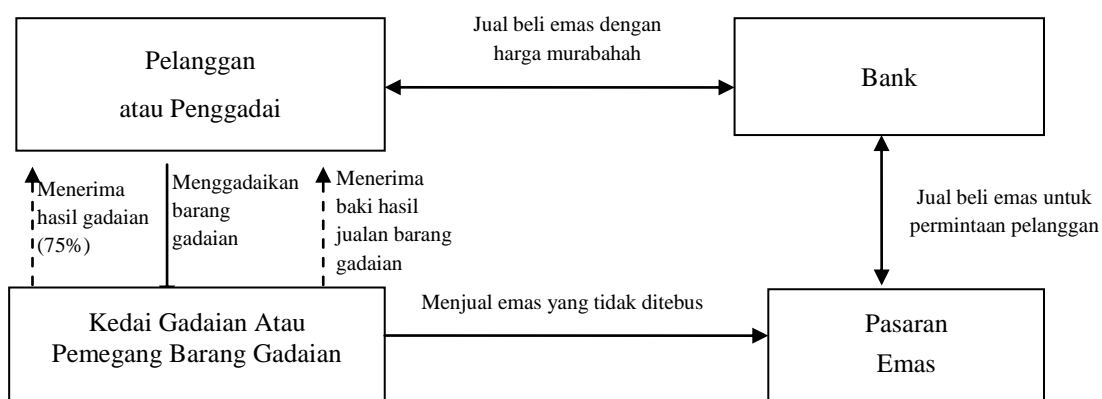 Jual beli emas dengan
harga murabahah
Pelanggan
atau Penggadai
Bank
Menerima
hasil gadaian
(75%)
Menggadaikan
barang
gadaian
Menerima
baki hasil
jualan barang
gadaian
Jual beli emas untuk
permintaan pelanggan
Kedai Gadaian Atau
Pemegang Barang Gadaian
Menjual emas yang tidak ditebus
Pasaran
Emas